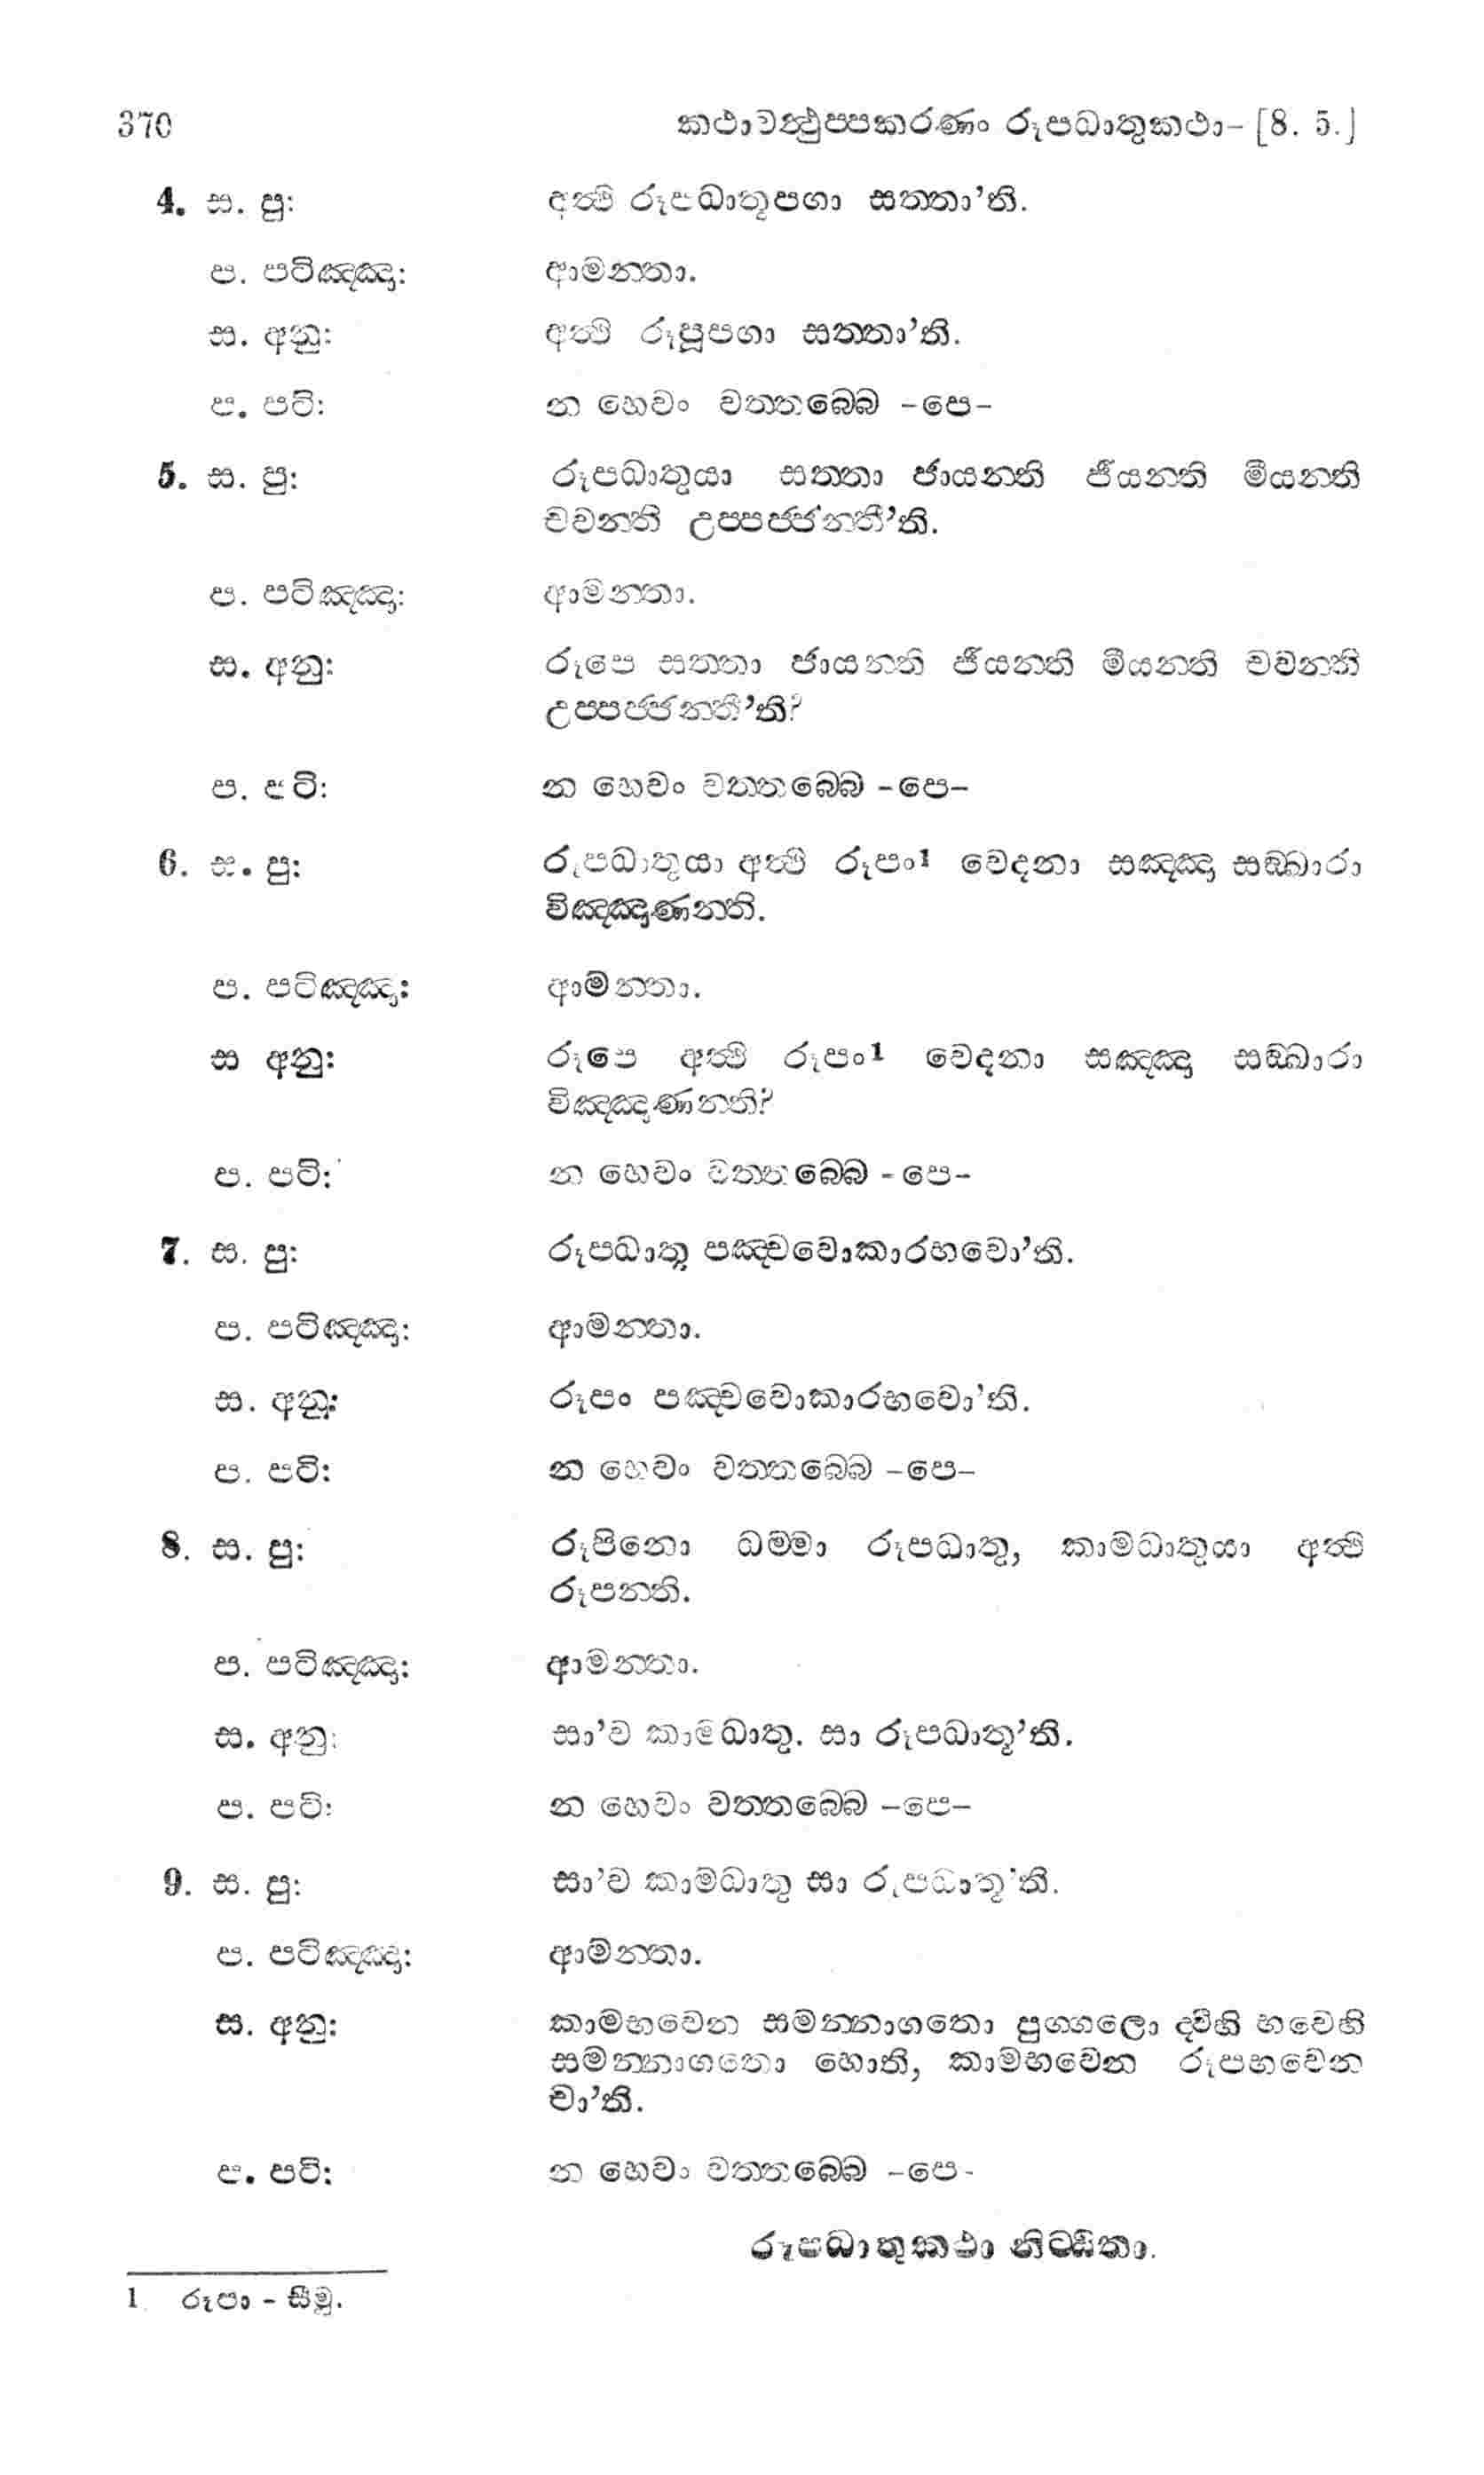 370 කථාවත්ථුප්පකරණං රූපධාතුකථා- [8. 5.]
4. ස. පු: අත්ථි රූපධාතූපගා සත්තා’ති.
ප. පටිඤ්ඤා: ආමන්තා.
ස. අනු: අත්ථි රූපූපගා සත්තා’ති.
ප. පටි: න හෙවං වත්තබ්බෙ -පෙ-
5. ස. පු: රූපධාතුයා සත්තා ජායන්ති ජීයන්ති මීයන්ති
චවන්ති උප්පජ්ජන්තී’ති.
ප. පටිඤ්ඤා: ආමන්තා.
ස. අනු: රූපෙ සත්තා ජායන්ති ජීයන්ති මීයන්ති චවන්ති
උප්පජ්ජන්තී’ති?
ප. පටි: න හෙවං වත්තබ්බෙ -පෙ-
6. ස. පු: රූපධාතුයා අත්ථි රූපං1 වෙදනා සඤ්ඤා සඞ්ඛාරා
විඤ්ඤාණන්ති.
ප. පටිඤ්ඤා: ආමන්තා.
ස අනු: රූපෙ අත්ථි රූපං1 වෙදනා සඤ්ඤා සඞ්ඛාරා
විඤ්ඤාණන්ති?
ප. පටි: න හෙවං වත්තබ්බෙ - පෙ-
7. ස. පු: රූපධාතු පඤ්චවොකාරභවො’ති.
ප. පටිඤ්ඤා: ආමන්තා.
ස. අනු: රූපං පඤ්චවොකාරභවො’ති.
ප. පටි: න හෙවං වත්තබ්බෙ -පෙ-
8. ස. පු: රූපිනො ධම්මා රූපධාතු, කාමධාතුයා අත්ථි
රූපන්ති.
ප. පටිඤ්ඤා: ආමන්තා.
ස. අනු: සා’ව කාමධාතු. සා රූපධාතූ’ති.
ප. පටි: න හෙවං වත්තබ්බෙ -පෙ-
9. ස. පු: සා’ව කාමධාතු සා රූපධාතූ’ති.
ප. පටිඤ්ඤා: ආමන්තා.
ස. අනු: කාමභවෙන සමන්නාගතො පුග්ගලො ද්වීහි භවෙහි
සමන්නාගතො හොති, කාමභවෙන රූපභවෙන
චා’ති.
ප. පටි: න හෙවං වත්තබ්බෙ -පෙ-
රූපධාතුකථා නිට්ඨිතා.
1 රූපා - සීමු.